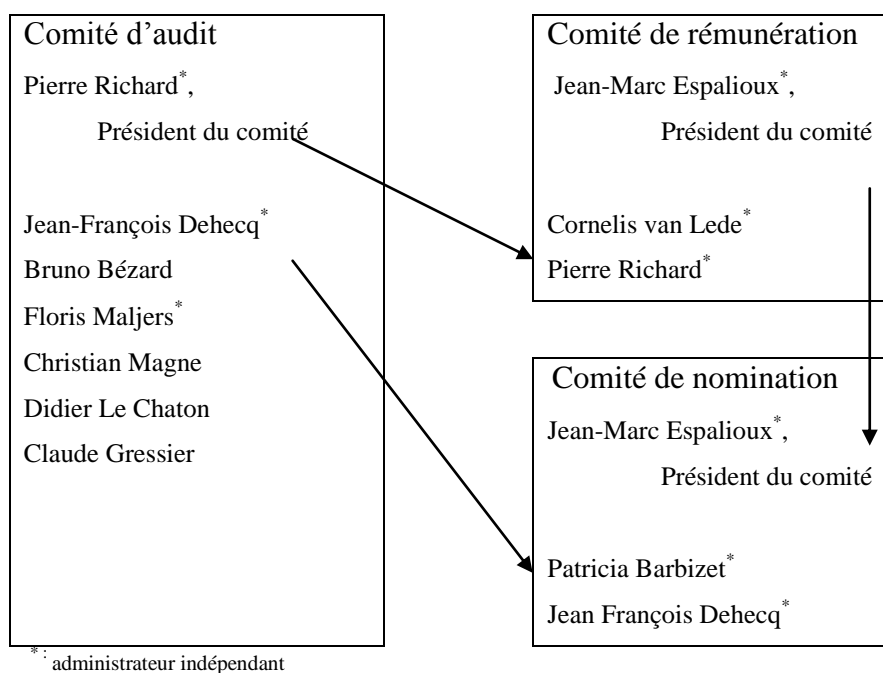 Comité d’audit
Pierre Richard*,
Président du comité
Jean-François Dehecq*
Bruno Bézard
Floris Maljers*
Christian Magne
Didier Le Chaton
Claude Gressier
Comité de rémunération
Jean-Marc Espalioux*,
Président du comité
Cornelis van Lede*
Pierre Richard*
Comité de nomination
Jean-Marc Espalioux*,
Président du comité
Patricia Barbizet*
Jean François Dehecq*
* : administrateur indépendant